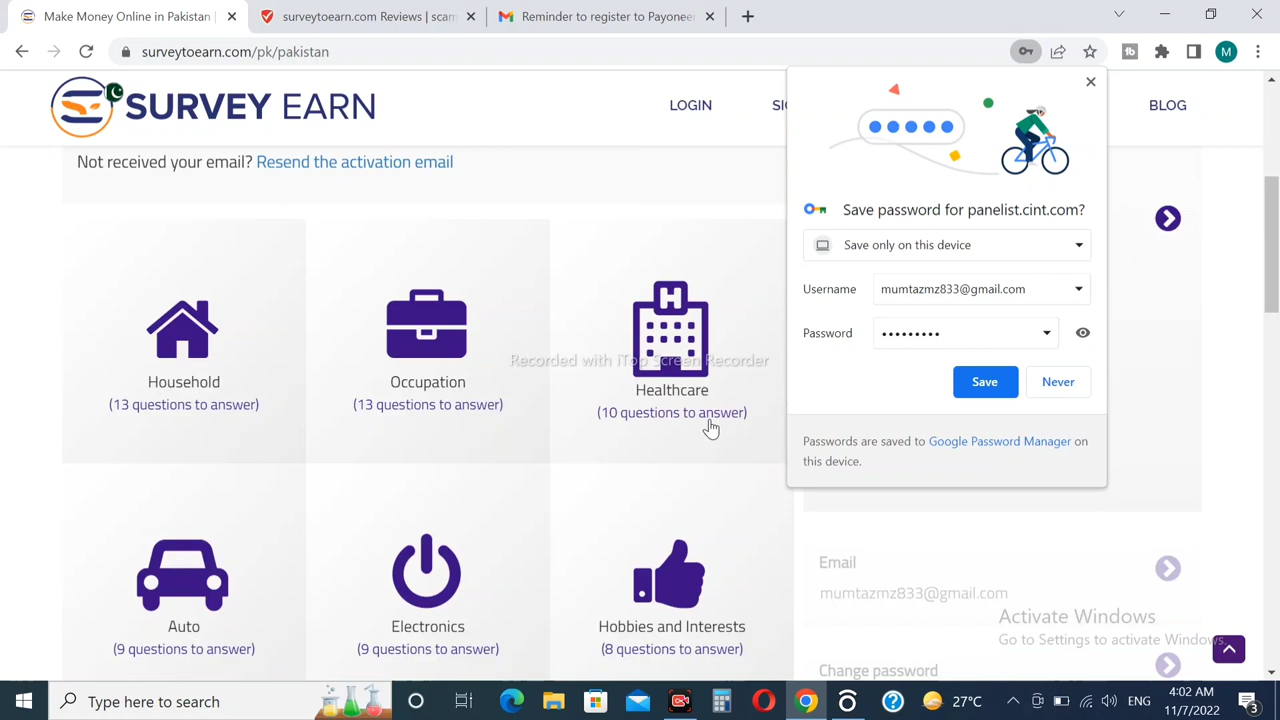 Make Money Online in Pakistan |
surveytoearn.com Reviews | scam
Reminder to register to Payonee
surveytoearn.com/pk/pakistan
M
SURVEY EARN
LOGIN
SI
BLOG
Not received your email? Resend the activation email
Household
(13 questions to answer)
Occupation
(13 questions to answer)
H
Healthcare
(10 questions to answer)
Recorded with iTop Screen Recorder
Auto
(9 questions to answer)
Electronics
(9 questions to answer)
Hobbies and Interests
(8 questions to answer)
Save password for panelist.cint.com?
Save only on this device
Username
mumtazmz833@gmail.com
Password
•••••••••
Save
Never
Passwords are saved to Google Password Manager on
this device.
Email
mumtazmz833@gmail.com
Change password
Activate Windows
Go to Settings to activate Windows.
Type here to search
27°C
ENG
4:02 AM
11/7/2022
3